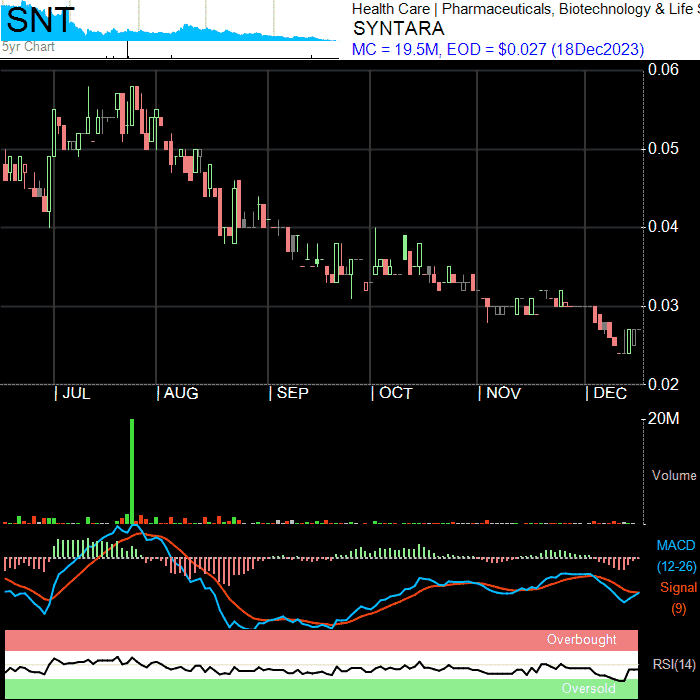 SNT
5yr Chart
Health Care | Pharmaceuticals, Biotechnology & Life S
SYNTARA
MC = 19.5M, EOD = $0.027 (18Dec2023)
0.06
0.05
0.04
0.03
0.02
| JUL | AUG | SEP | OCT | NOV | DEC
20M
Volume
MACD
(12-26)
Signal
(9)
Overbought
RSI(14)
Oversold